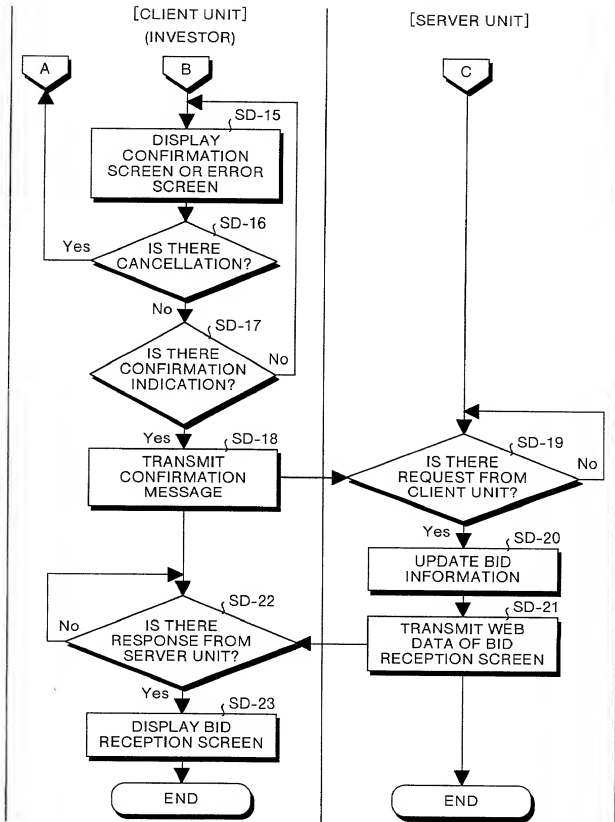 [CLIENT UNIT]
(INVESTOR)
[SERVER UNIT]
A
B
C
SD-15
DISPLAY
CONFIRMATION
SCREEN OR ERROR
SCREEN
SD-16
Yes
IS THERE
CANCELLATION?
No
SD-17
IS THERE
CONFIRMATION
INDICATION?
No
Yes
SD-18
TRANSMIT
CONFIRMATION
MESSAGE
SD-19
IS THERE
REQUEST FROM
CLIENT UNIT?
No
Yes
SD-20
UPDATE BID
INFORMATION
SD-21
TRANSMIT WEB
DATA OF BID
RECEPTION SCREEN
SD-22
No
IS THERE
RESPONSE FROM
SERVER UNIT?
Yes
SD-23
DISPLAY BID
RECEPTION SCREEN
END
END